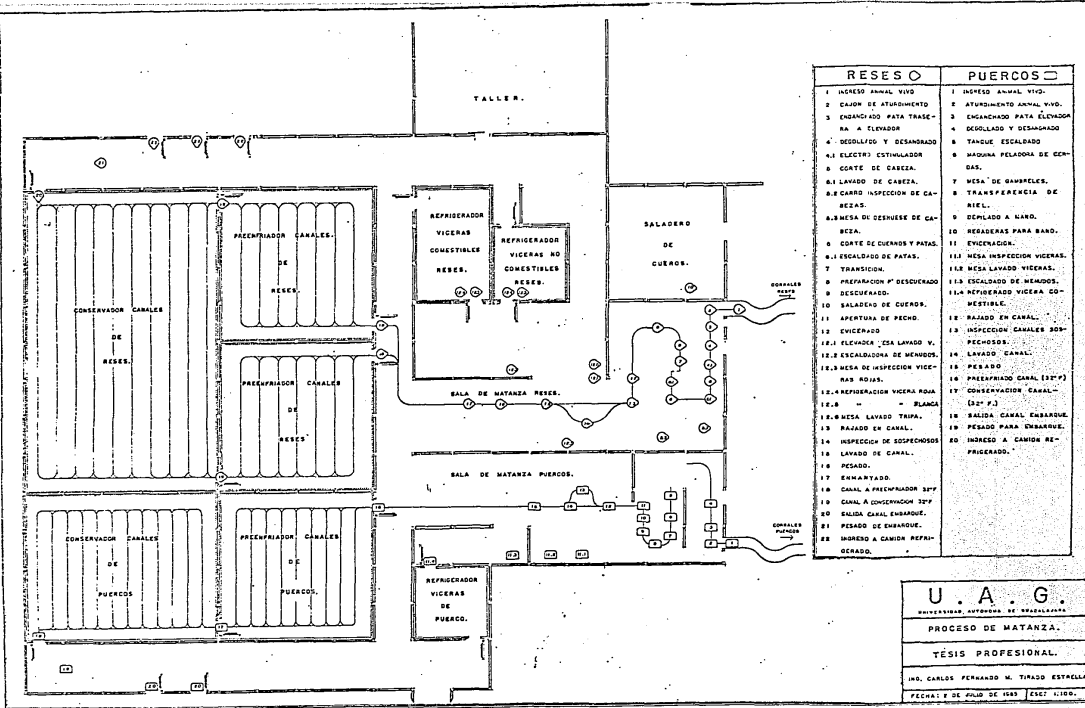 TALLER.
REFRIGERADOR
VICERAS
COMESTIBLES
RESES.
REFRIGERADOR
VICERAS NO
COMESTIBLES
RESES.
SALADERO
DE
CUEROS.
PREENFRIADOR CANALES.
DE
RESES.
CONSERVADOR CANALES
DE
RESES.
PREENFRIADOR CANALES
DE
RESES
SALA DE MATANZA RESES.
SALA DE MATANZA PUERCOS.
CORRALES
RESES
CORRALES
PUERCOS
CONSERVADOR CANALES
DE
PUERCOS
PREENFRIADOR CANALES
DE
PUERCOS.
REFRIGERADOR
VICERAS
DE
PUERCO.
RESES
1 INGRESO ANIMAL VIVO
2 CAJON DE ATURDIMIENTO
3 ENGANCHADO PATA TRASE-
RA A ELEVADOR
4 DEGOLLADO Y DESANGRADO
4.1 ELECTRO ESTIMULADOR
5 CORTE DE CABEZA.
5.1 LAVADO DE CABEZA.
5.2 CARRO INSPECCION DE CA-
BEZAS.
5.3 MESA DE DESHUESE DE CA-
BEZA.
6 CORTE DE CUERNOS Y PATAS.
6.1 ESCALDADO DE PATAS.
7 TRANSICION.
8 PREPARACION P' DESCUERADO
9 DESCUERADO.
10 SALADERO DE CUEROS.
11 APERTURA DE PECHO.
12 EVICERADO
12.1 ELEVADOR MESA LAVADO V.
12.2 ESCALDADORA DE MENUDOS.
12.3 MESA DE INSPECCION VICE-
RAS ROJAS.
12.4 REFIGERACION VICERA ROJA
12.5 " " BLANCA
12.6 MESA LAVADO TRIPA.
13 RAJADO EN CANAL.
14 INSPECCION DE SOSPECHOSOS
15 LAVADO DE CANAL.
16 PESADO.
17 ENMANTADO.
18 CANAL A PREENFRIADOR 32°F
19 CANAL A CONSERVACION 32°F
20 SALIDA CANAL EMBARQUE.
21 PESADO DE EMBARQUE.
22 INGRESO A CAMION REFRI-
GERADO.
PUERCOS
1 INGRESO ANIMAL VIVO.
2 ATURDIMIENTO ANIMAL VIVO.
3 ENGANCHADO PATA ELEVADOR
4 DEGOLLADO Y DESANGRADO
5 TANQUE ESCALDADO
6 MAQUINA PELADORA DE CER-
DAS.
7 MESA DE GAMBRELES.
8 TRANSFERENCIA DE
RIEL.
9 DEPILADO A MANO.
10 REGADERAS PARA BAÑO.
11 EVICERACION.
11.1 MESA INSPECCION VICERAS.
11.2 MESA LAVADO VICERAS.
11.3 ESCALDADO DE MENUDOS.
11.4 REFIGERADO VICERA CO-
MESTIBLE.
12 RAJADO EN CANAL.
13 INSPECCION CANALES SOS-
PECHOSOS.
14 LAVADO CANAL.
15 PESADO
16 PREENFRIADO CANAL (32°F)
17 CONSERVACION CANAL-
(32° F.)
18 SALIDA CANAL EMBARQUE.
19 PESADO PARA EMBARQUE.
20 INGRESO A CAMION RE-
FRIGERADO.
U. A. G.
UNIVERSIDAD AUTONOMA DE GUADALAJARA
PROCESO DE MATANZA.
TESIS PROFESIONAL.
ING. CARLOS FERNANDO M. TIRADO ESTRELLA
FECHA: 2 DE JULIO DE 1985 ESC: 1:100.